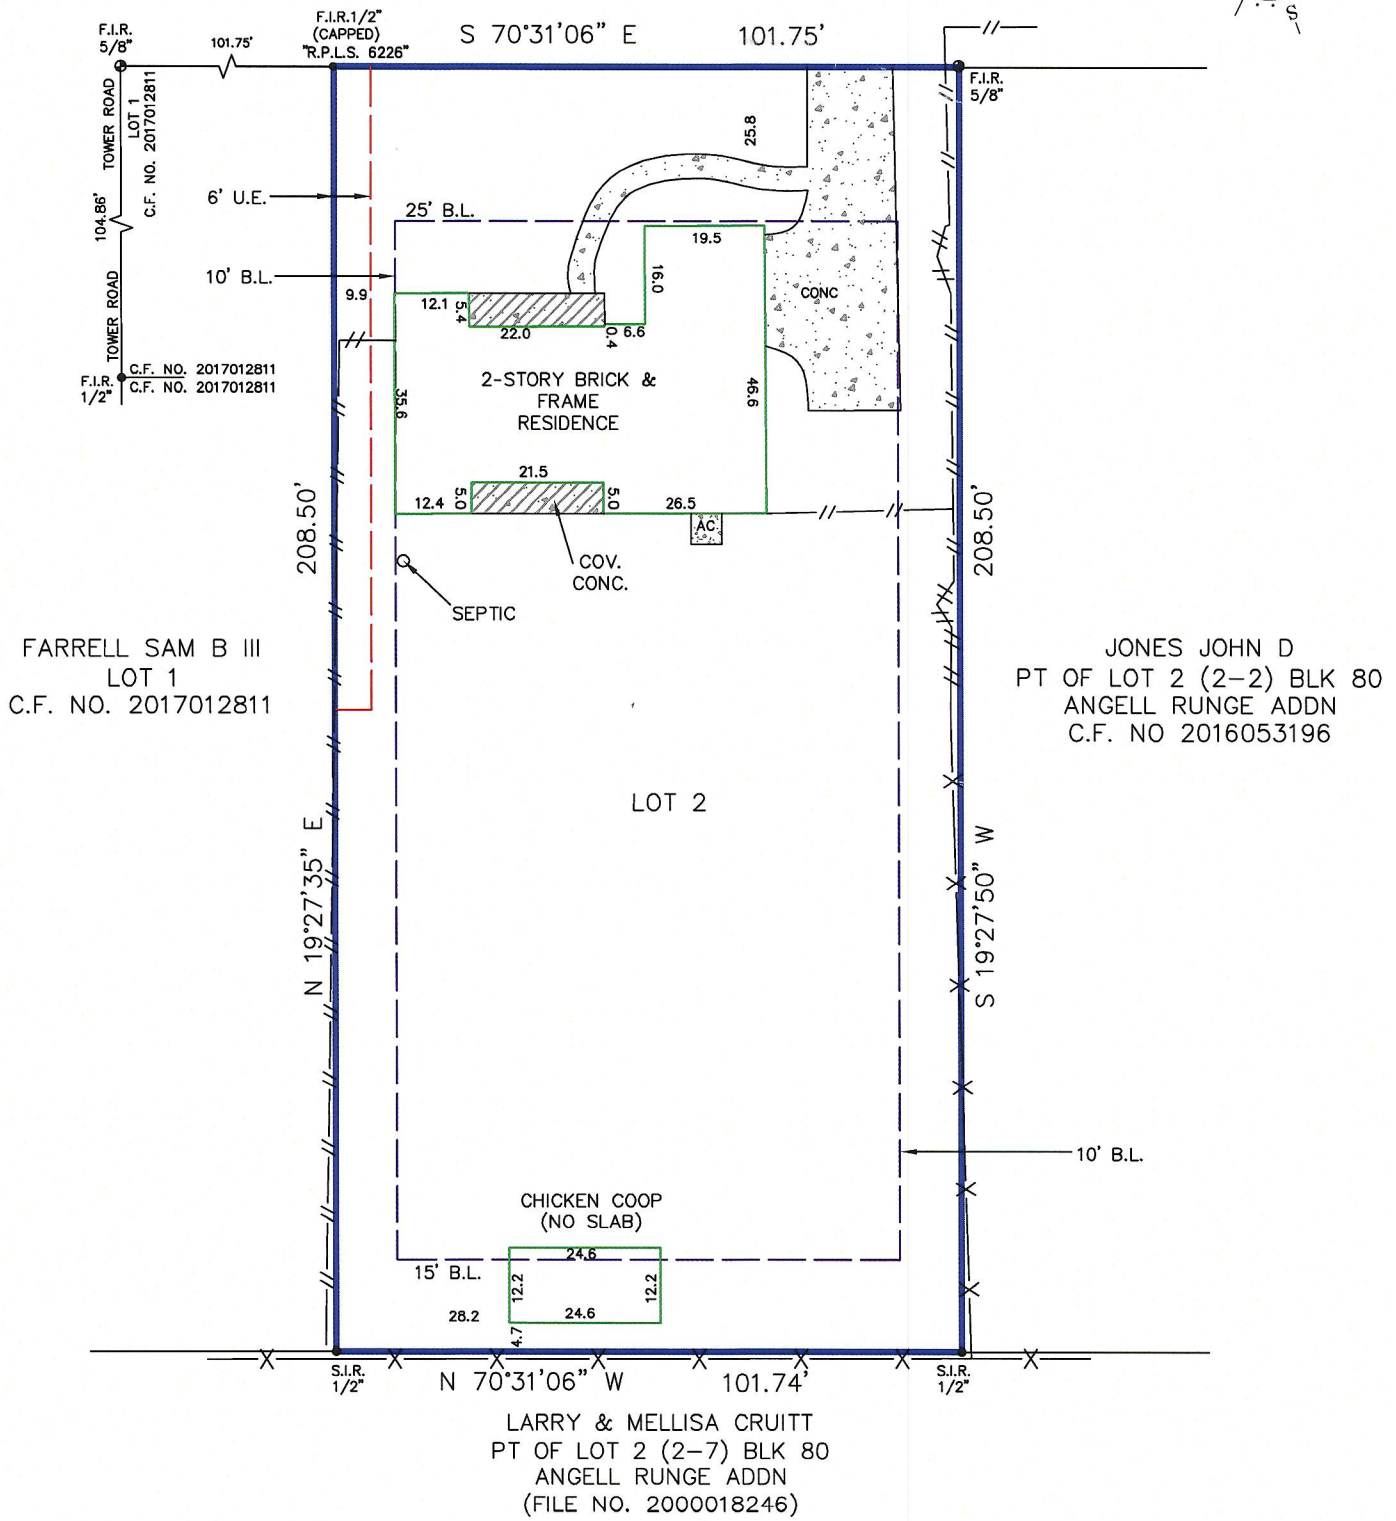 F.I.R.
5/8"
101.75'
F.I.R.1/2"
(CAPPED)
"R.P.L.S. 6226"
S 70°31'06" E 101.75'
S
F.I.R.
5/8"
TOWER ROAD
LOT 1
C.F. NO. 2017012811
104.86'
TOWER ROAD
6' U.E.
25.8
25' B.L.
19.5
10' B.L.
16.0
9.9
12.1
5.4
22.0
0.4
6.6
CONC
C.F. NO. 2017012811
F.I.R.
1/2"
C.F. NO. 2017012811
2-STORY BRICK &
FRAME
RESIDENCE
35.6
46.6
21.5
12.4
5.0
5.0
26.5
AC
208.50'
208.50'
COV.
CONC.
SEPTIC
FARRELL SAM B III
LOT 1
C.F. NO. 2017012811
JONES JOHN D
PT OF LOT 2 (2-2) BLK 80
ANGELL RUNGE ADDN
C.F. NO 2016053196
LOT 2
N 19°27'35" E
S 19°27'50" W
10' B.L.
CHICKEN COOP
(NO SLAB)
24.6
15' B.L.
12.2
12.2
28.2
24.6
4.7
S.I.R.
1/2"
N 70°31'06" W 101.74'
S.I.R.
1/2"
LARRY & MELLISA CRUITT
PT OF LOT 2 (2-7) BLK 80
ANGELL RUNGE ADDN
(FILE NO. 2000018246)